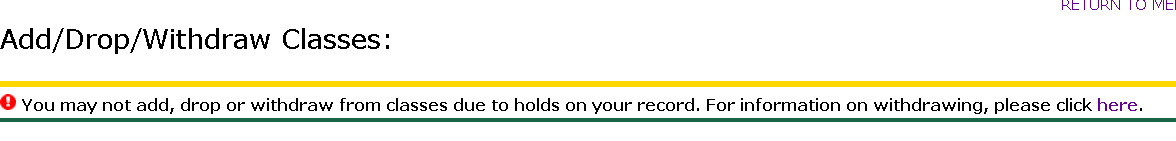 RETURN TO
Add/Drop/Withdraw Classes:
You may not add, drop or withdraw from classes due to holds on your record. For information on withdrawing, please click here.